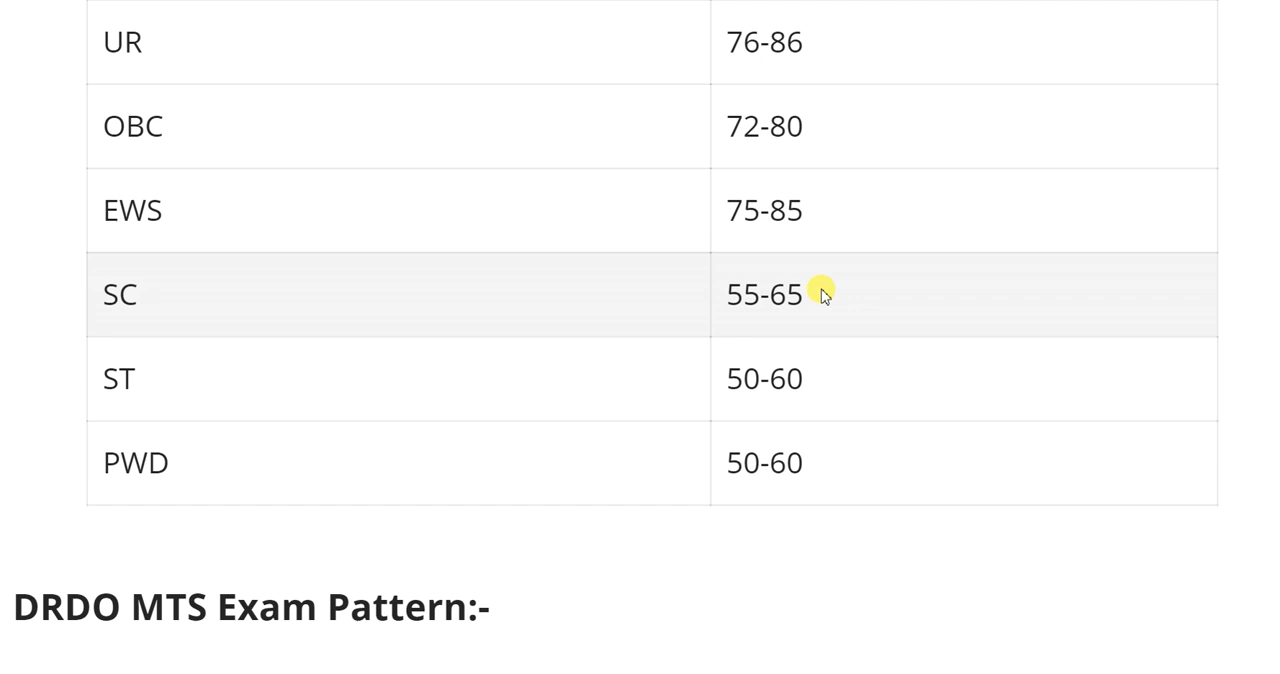 UR 76-86
OBC 72-80
EWS 75-85
SC 55-65
ST 50-60
PWD 50-60
DRDO MTS Exam Pattern:-